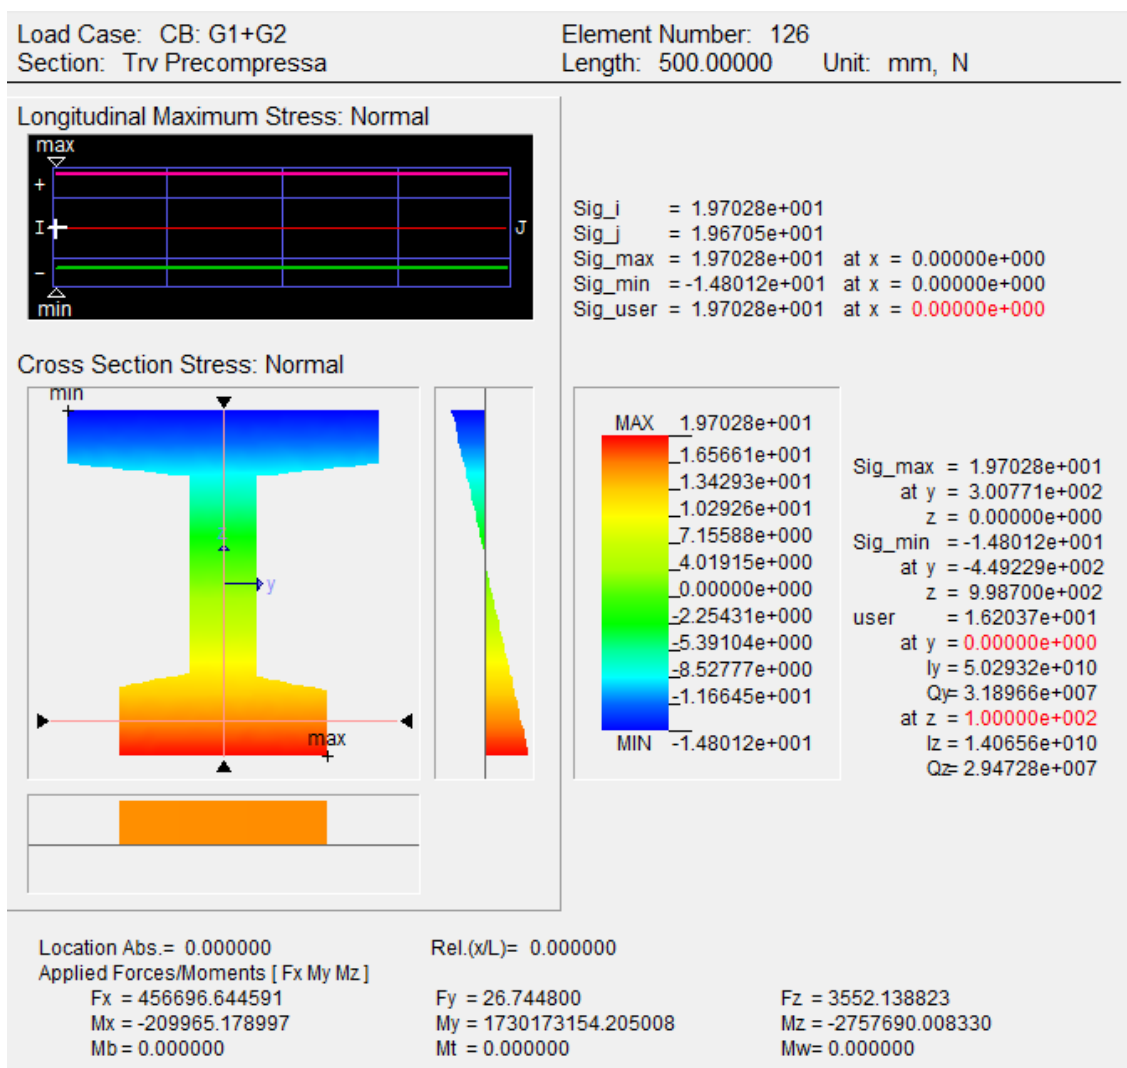 Load Case: CB: G1+G2
Element Number: 126
Section: Trv Precompressa
Length: 500.00000 Unit: mm, N
Longitudinal Maximum Stress: Normal
max
+
I
J
–
min
Sig_i = 1.97028e+001
Sig_j = 1.96705e+001
Sig_max = 1.97028e+001 at x = 0.00000e+000
Sig_min =-1.48012e+001 at x = 0.00000e+000
Sig_user = 1.97028e+001 at x = 0.00000e+000
Cross Section Stress: Normal
min
z
y
max
MAX 1.97028e+001
1.65661e+001
1.34293e+001
1.02926e+001
7.15588e+000
4.01915e+000
0.00000e+000
-2.25431e+000
-5.39104e+000
-8.52777e+000
-1.16645e+001
MIN -1.48012e+001
Sig_max = 1.97028e+001
at y = 3.00771e+002
z = 0.00000e+000
Sig_min =-1.48012e+001
at y =-4.49229e+002
z = 9.98700e+002
user = 1.62037e+001
at y = 0.00000e+000
Iy = 5.02932e+010
Qy= 3.18966e+007
at z = 1.00000e+002
Iz = 1.40656e+010
Qz= 2.94728e+007
Location Abs.= 0.000000
Rel.(x/L)= 0.000000
Applied Forces/Moments [ Fx My Mz ]
Fx = 456696.644591
Fy = 26.744800
Fz = 3552.138823
Mx = -209965.178997
My = 1730173154.205008
Mz = -2757690.008330
Mb = 0.000000
Mt = 0.000000
Mw= 0.000000